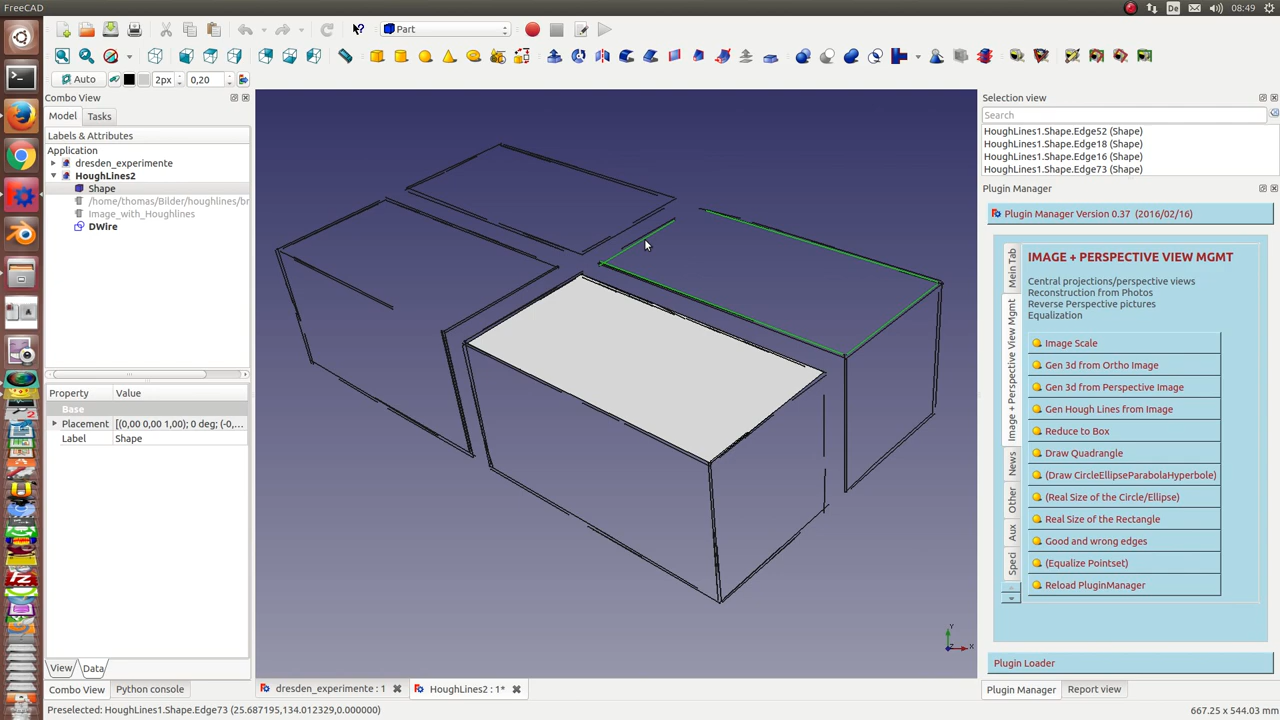 FreeCAD
De
08:49
Part
Auto
2px
0,20
Combo View
Model
Tasks
Labels & Attributes
Application
dresden_experimente
HoughLines2
Shape
/home/thomas/Bilder/houghlines/br
Image_with_Houghlines
DWire
Property
Value
Base
Placement
[(0,00 0,00 1,00); 0 deg; (-0,...
Label
Shape
View
Data
Combo View
Python console
dresden_experimente : 1
HoughLines2 : 1*
Y
X
Selection view
Search
HoughLines1.Shape.Edge52 (Shape)
HoughLines1.Shape.Edge18 (Shape)
HoughLines1.Shape.Edge16 (Shape)
HoughLines1.Shape.Edge73 (Shape)
Plugin Manager
Plugin Manager Version 0.37 (2016/02/16)
Mein Tab
Image + Perspective View Mgmt
News
Other
Aux
Specl
IMAGE + PERSPECTIVE VIEW MGMT
Central projections/perspective views
Reconstruction from Photos
Reverse Perspective pictures
Equalization
Image Scale
Gen 3d from Ortho Image
Gen 3d from Perspective Image
Gen Hough Lines from Image
Reduce to Box
Draw Quadrangle
(Draw CircleEllipseParabolaHyperbole)
(Real Size of the Circle/Ellipse)
Real Size of the Rectangle
Good and wrong edges
(Equalize Pointset)
Reload PluginManager
Plugin Loader
Plugin Manager
Report view
Preselected: HoughLines1.Shape.Edge73 (25.687195,134.012329,0.000000)
667.25 x 544.03 mm